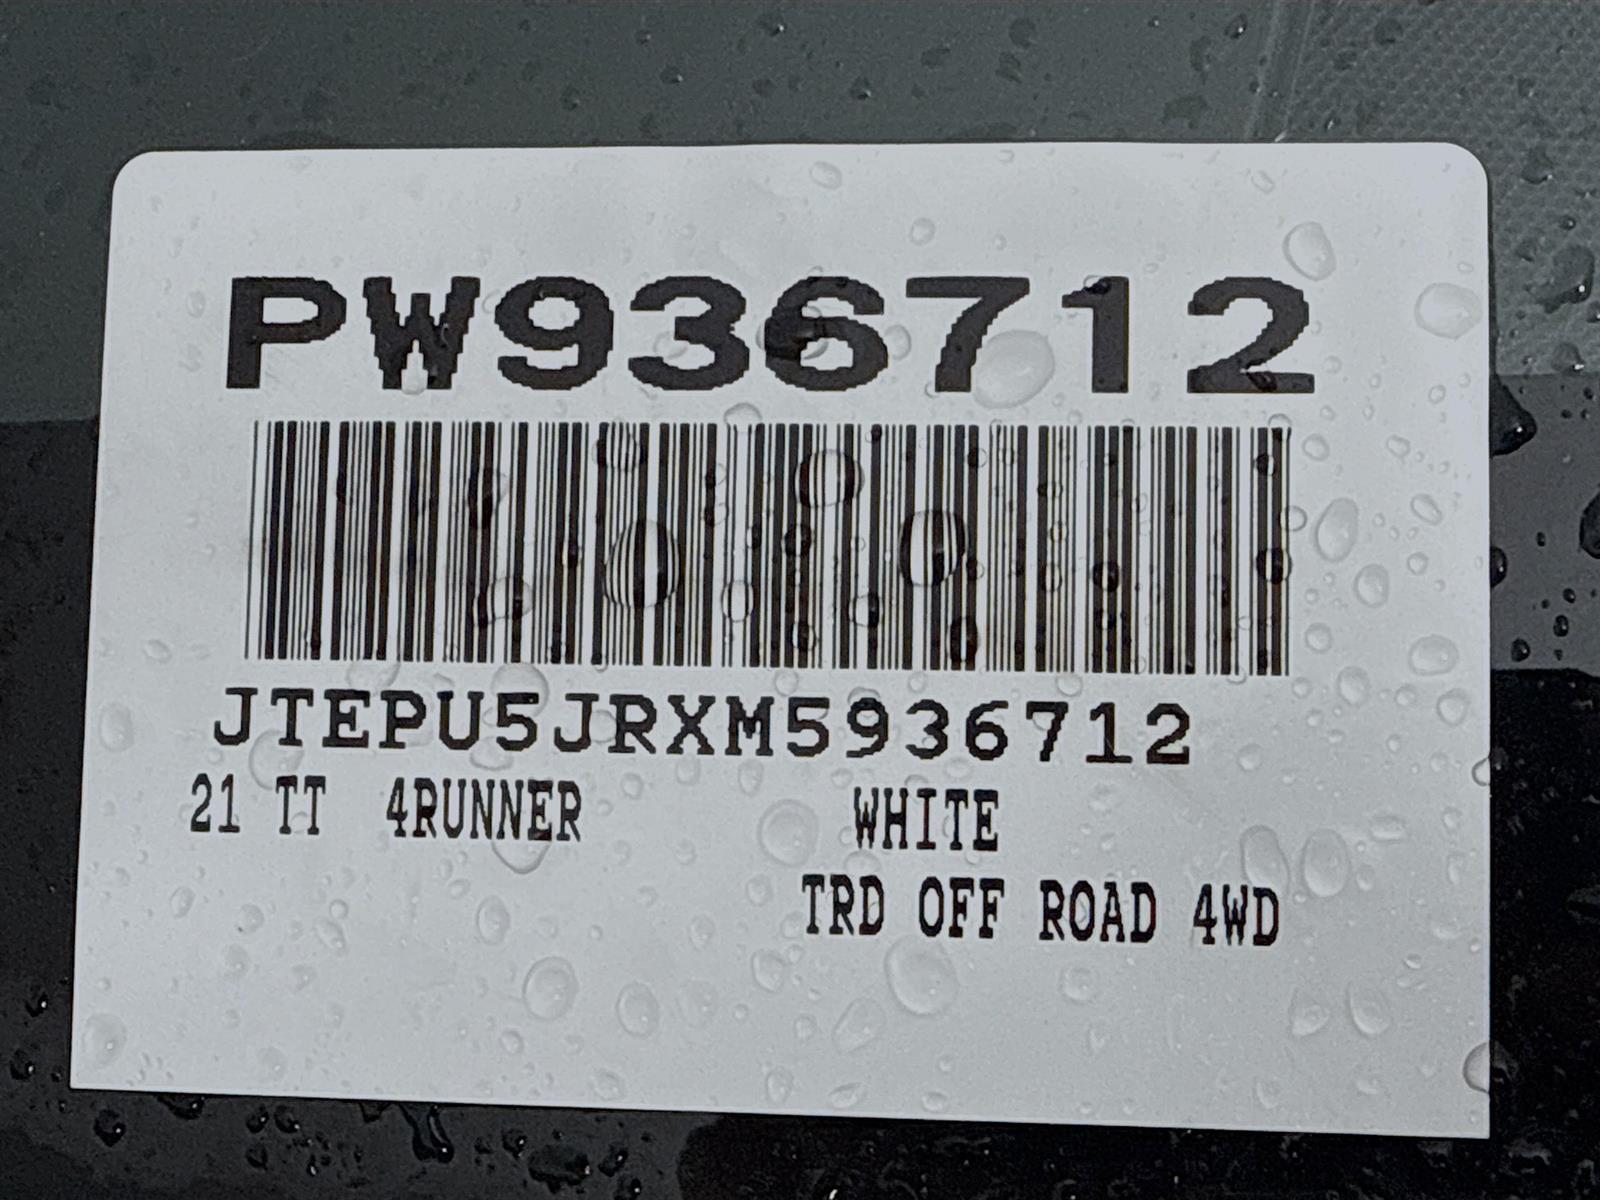 PW936712
JTEPU5JRXM5936712
21 TT 4RUNNER WHITE
TRD OFF ROAD 4WD